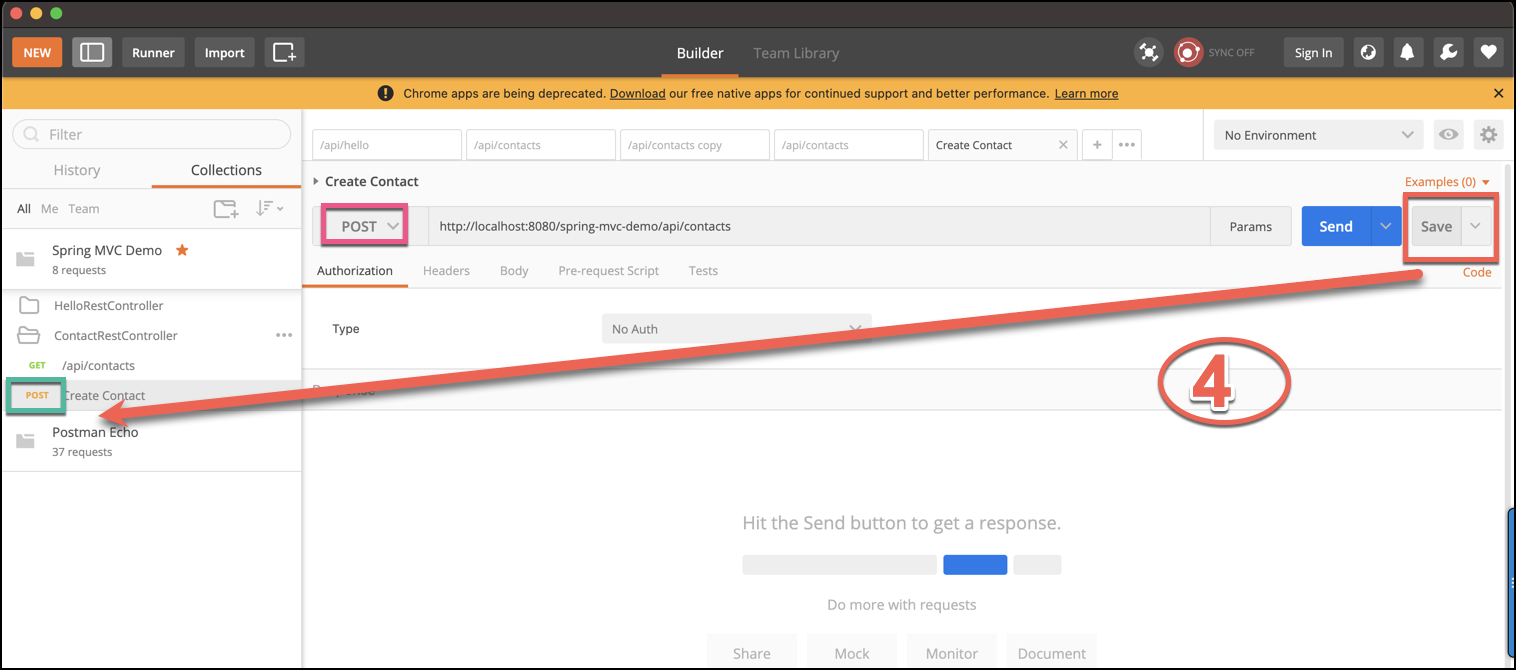 NEW Runner Import Builder Team Library SYNC OFF Sign In
! Chrome apps are being deprecated. Download our free native apps for continued support and better performance. Learn more
Filter
History Collections
All Me Team
Spring MVC Demo
8 requests
HelloRestController
ContactRestController
GET /api/contacts
POST Create Contact
Postman Echo
37 requests
/api/hello /api/contacts /api/contacts copy /api/contacts Create Contact
No Environment
Create Contact
Examples (0)
POST http://localhost:8080/spring-mvc-demo/api/contacts Params Send Save
Authorization Headers Body Pre-request Script Tests Code
Type No Auth
4
Hit the Send button to get a response.
Do more with requests
Share Mock Monitor Document